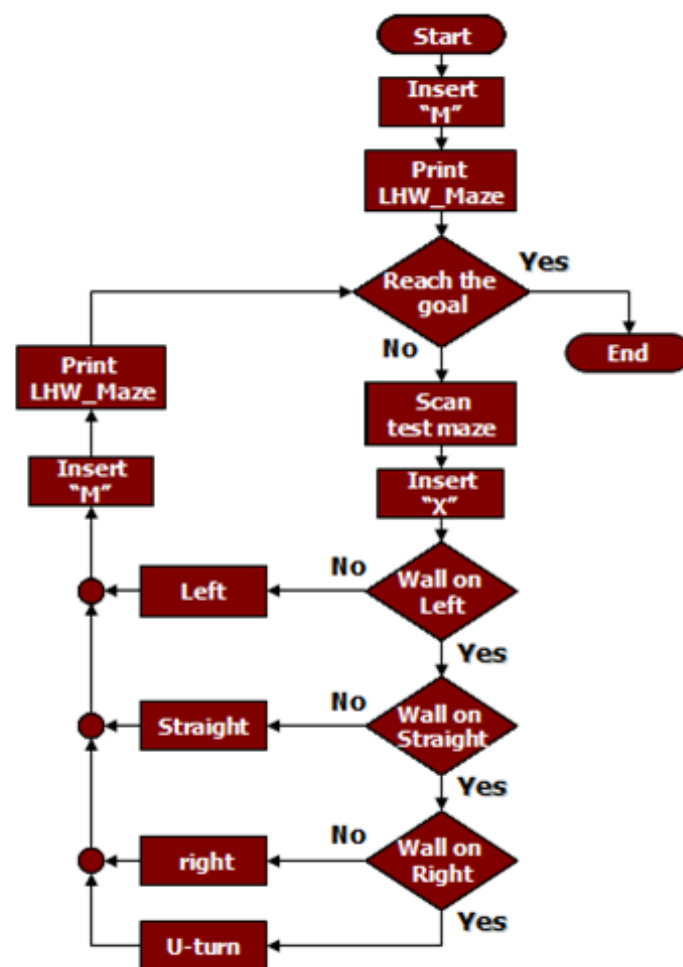 Start
Insert
“M”
Print
LHW_Maze
Reach the
goal
Yes
End
No
Scan
test maze
Insert
“X”
Wall on
Left
No
Left
Yes
Wall on
Straight
No
Straight
Yes
Wall on
Right
No
right
Yes
U-turn
Insert
“M”
Print
LHW_Maze